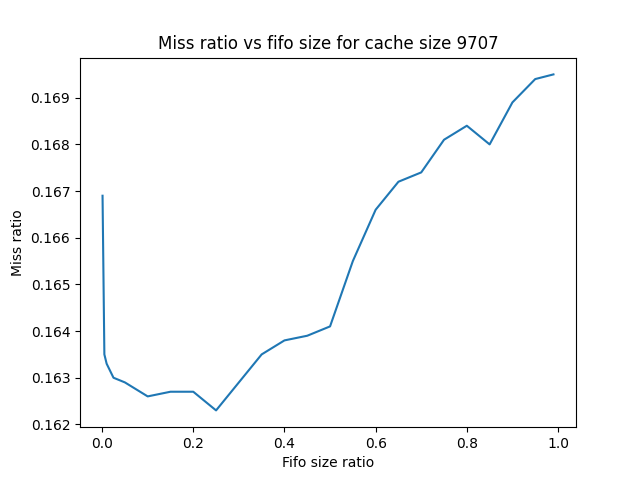 Miss ratio vs fifo size for cache size 9707
0.169
0.168
0.167
0.166
0.165
0.164
0.163
0.162
Miss ratio
0.0 0.2 0.4 0.6 0.8 1.0
Fifo size ratio